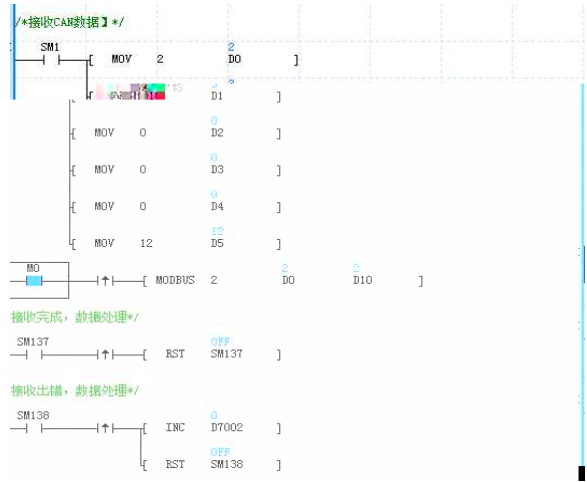 /*接收CAN数据】*/
SM1
2
[ MOV 2 D0 ]
D1 ]
0
[ MOV 0 D2 ]
0
[ MOV 0 D3 ]
0
[ MOV 0 D4 ]
12
[ MOV 12 D5 ]
M0 2 2
[ MODBUS 2 D0 D10 ]
接收完成，数据处理*/
SM137 OFF
[ RST SM137 ]
接收出错，数据处理*/
SM138 0
[ INC D7002 ]
OFF
[ RST SM138 ]